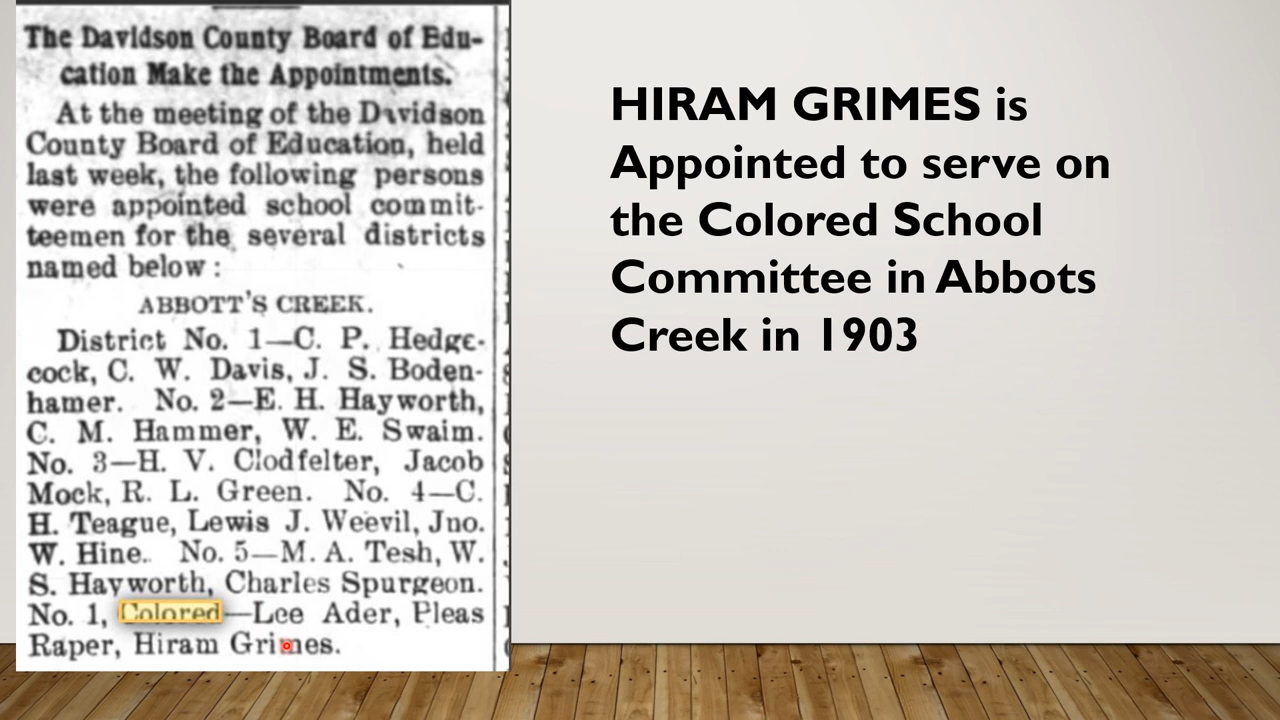 The Davidson County Board of Edu-
cation Make the Appointments.
At the meeting of the Davidson
County Board of Education, held
last week, the following persons
were appointed school commit-
teemen for the several districts
named below :
ABBOTT'S CREEK.
District No. 1—C. P. Hedge-
cock, C. W. Davis, J. S. Boden-
hamer. No. 2—E. H. Hayworth,
C. M. Hammer, W. E. Swaim.
No. 3—H. V. Clodfelter, Jacob
Mock, R. L. Green. No. 4—C.
H. Teague, Lewis J. Weevil, Jno.
W. Hine. No. 5—M. A. Tesh, W.
S. Hayworth, Charles Spurgeon.
No. 1, Colored—Lee Ader, Pleas
Raper, Hiram Grimes.
HIRAM GRIMES is
Appointed to serve on
the Colored School
Committee in Abbots
Creek in 1903